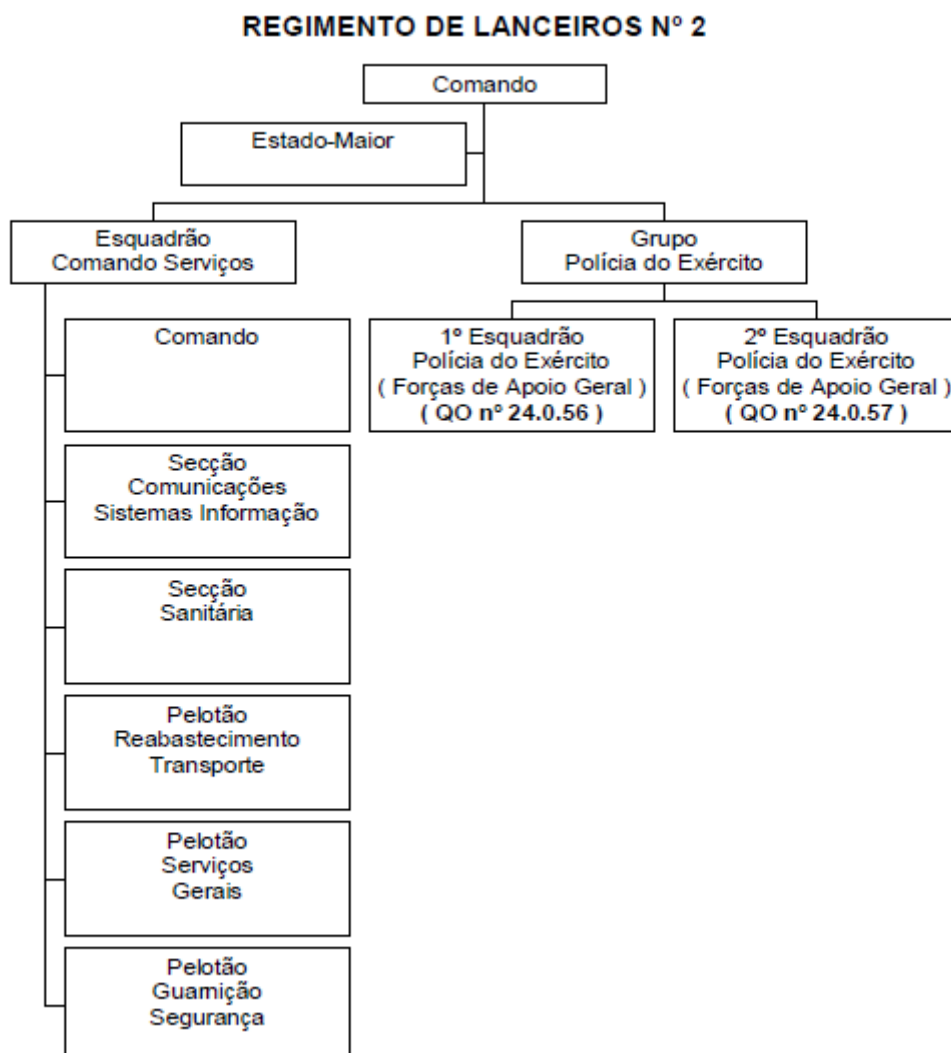 REGIMENTO DE LANCEIROS Nº 2
Comando
Estado-Maior
Esquadrão
Comando Serviços
Grupo
Polícia do Exército
Comando
Secção
Comunicações
Sistemas Informação
Secção
Sanitária
Pelotão
Reabastecimento
Transporte
Pelotão
Serviços
Gerais
Pelotão
Guarnição
Segurança
1º Esquadrão
Polícia do Exército
( Forças de Apoio Geral )
( QO nº 24.0.56 )
2º Esquadrão
Polícia do Exército
( Forças de Apoio Geral )
( QO nº 24.0.57 )